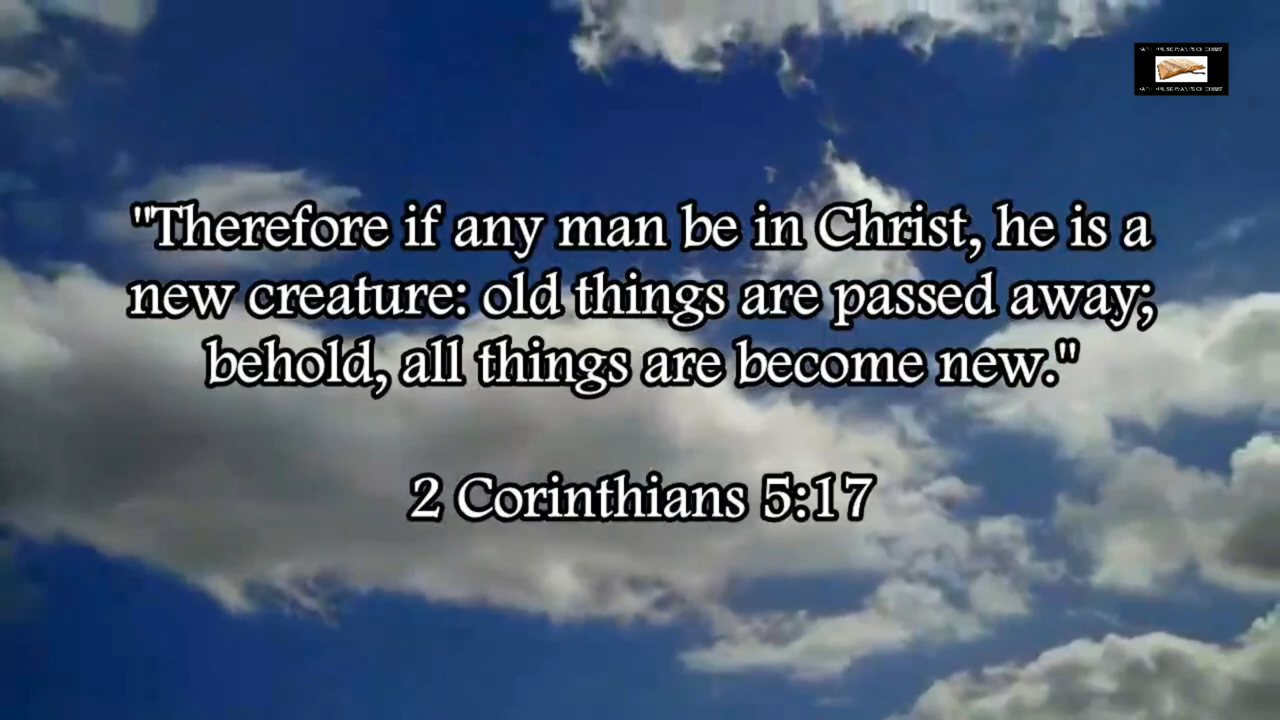 "Therefore if any man be in Christ, he is a
new creature: old things are passed away;
behold, all things are become new."
2 Corinthians 5:17